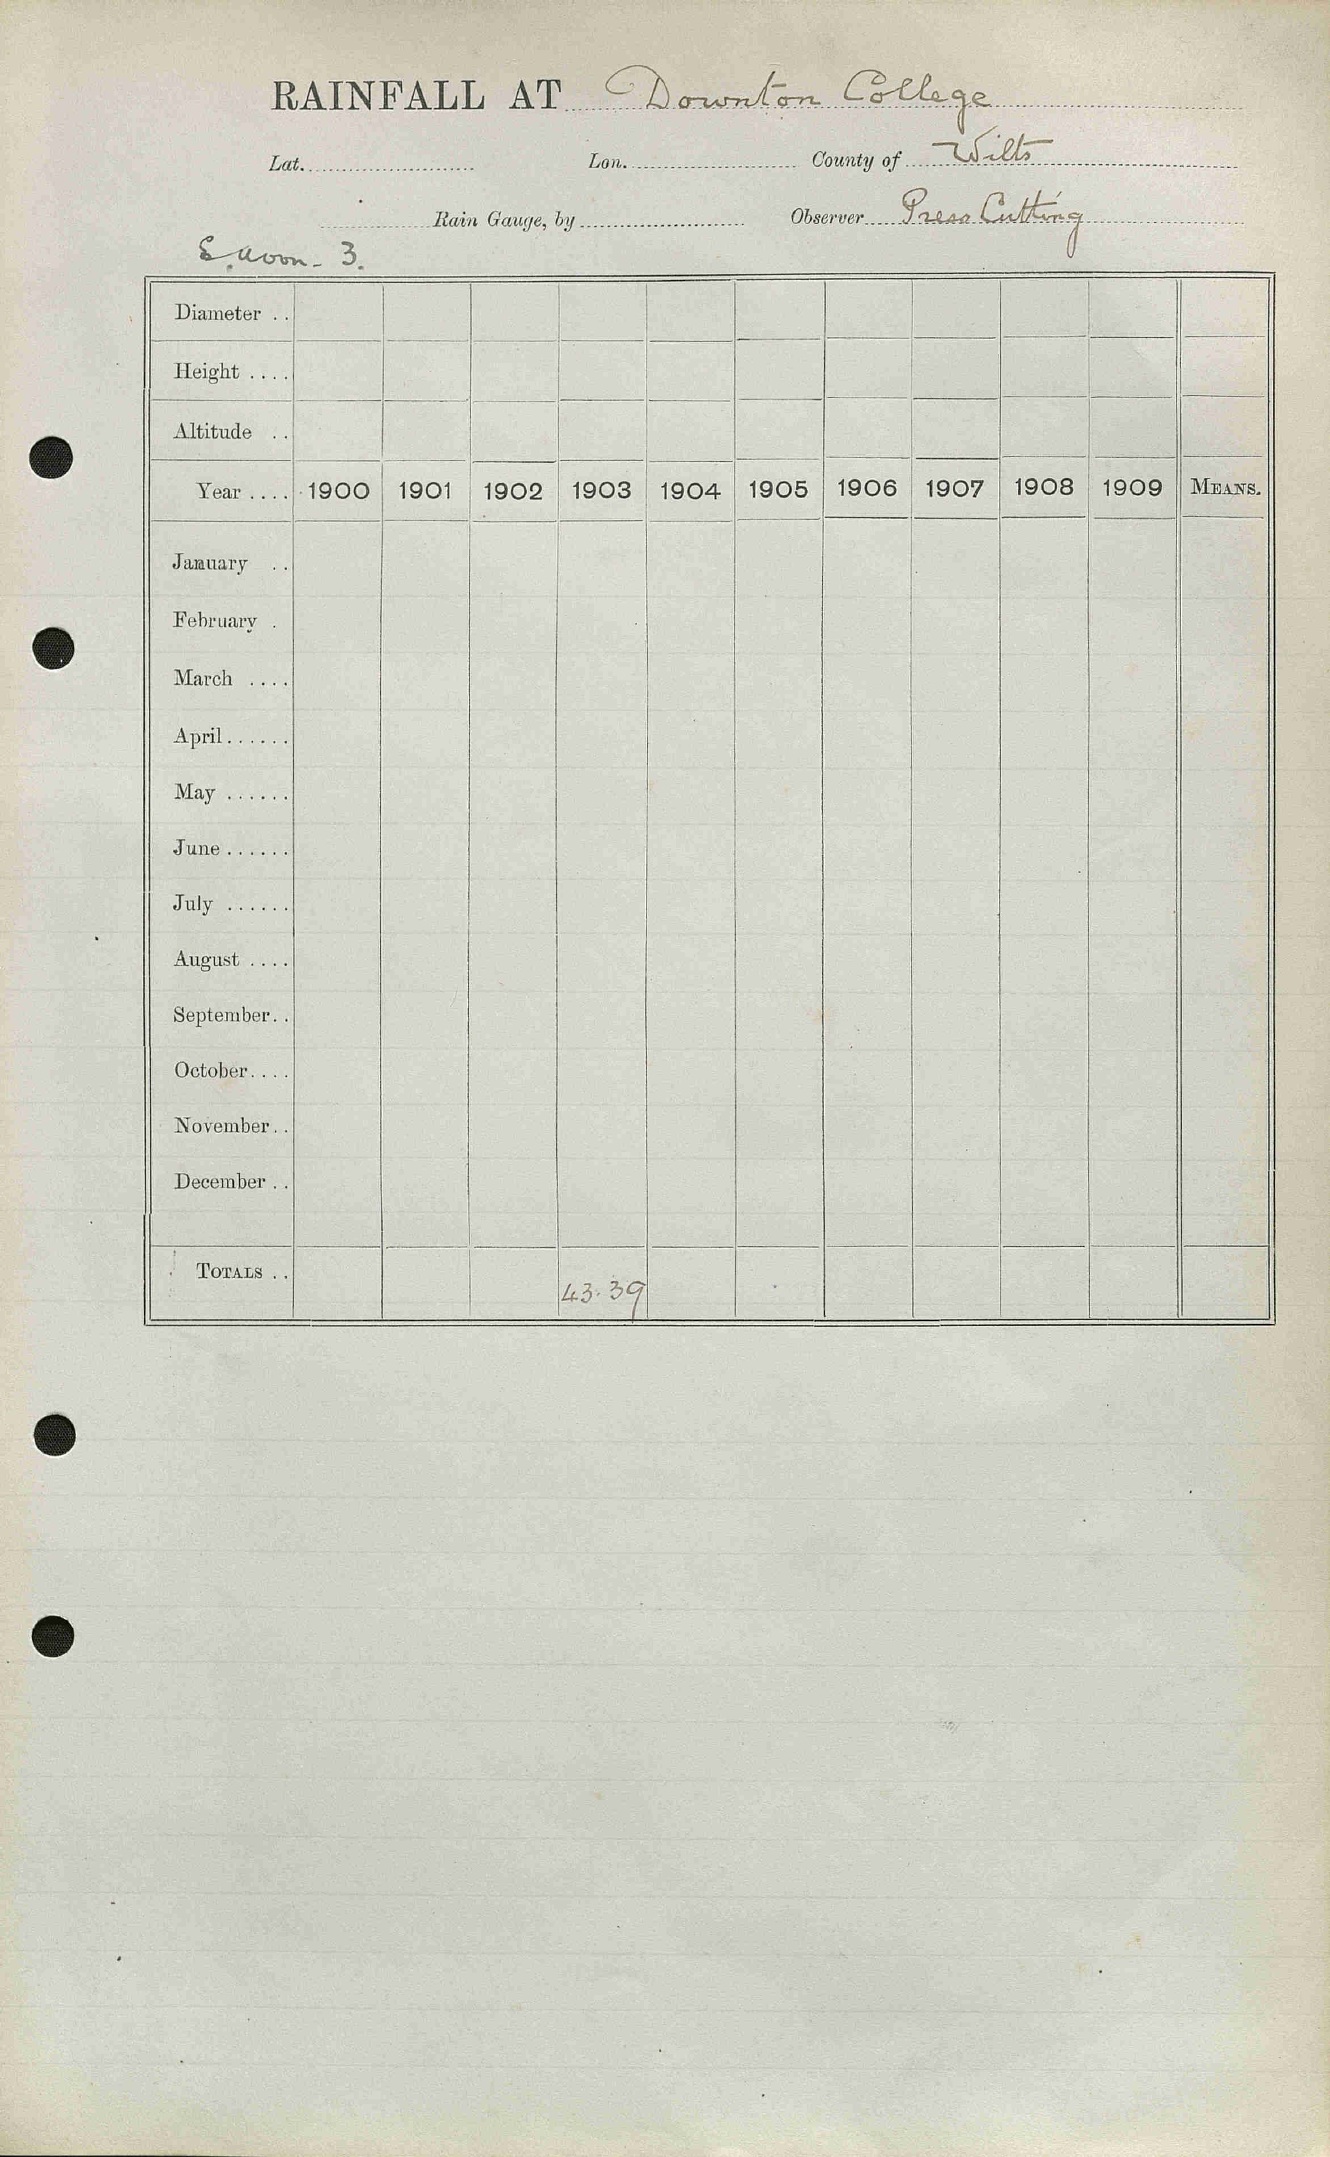 RAINFALL AT Downton College
Lat. Lon. County of Wilts
Rain Gauge, by Observer Press Cutting
E. Avon - 3.
Diameter ..
Height ....
Altitude ..
Year .... 1900 1901 1902 1903 1904 1905 1906 1907 1908 1909 MEANS.
January ..
February .
March ....
April......
May ......
June ......
July ......
August ....
September..
October....
November..
December ..
TOTALS .. 43.39